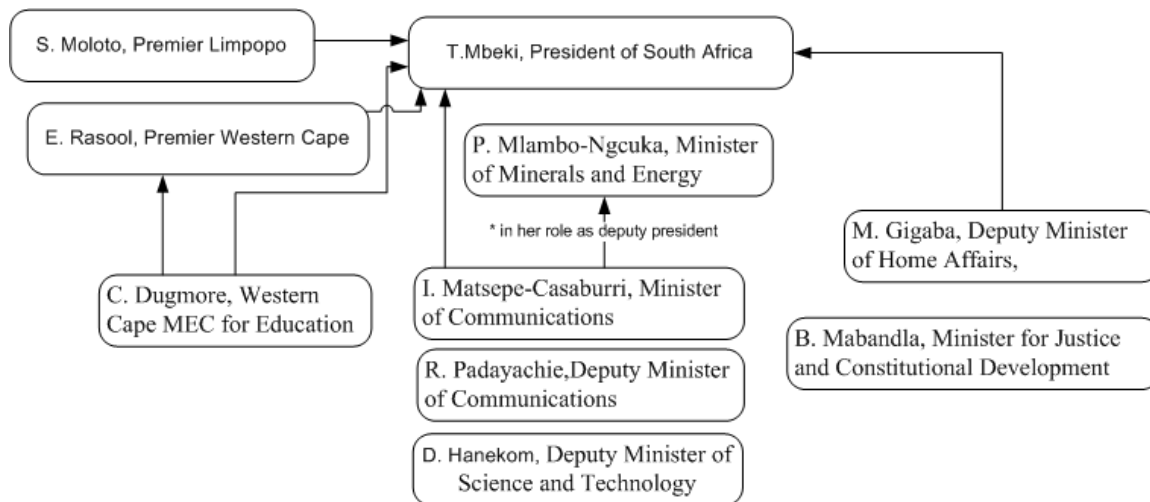 S. Moloto, Premier Limpopo
T.Mbeki, President of South Africa
E. Rasool, Premier Western Cape
P. Mlambo-Ngcuka, Minister
of Minerals and Energy
* in her role as deputy president
M. Gigaba, Deputy Minister
of Home Affairs,
C. Dugmore, Western
Cape MEC for Education
I. Matsepe-Casaburri, Minister
of Communications
B. Mabandla, Minister for Justice
and Constitutional Development
R. Padayachie,Deputy Minister
of Communications
D. Hanekom, Deputy Minister of
Science and Technology